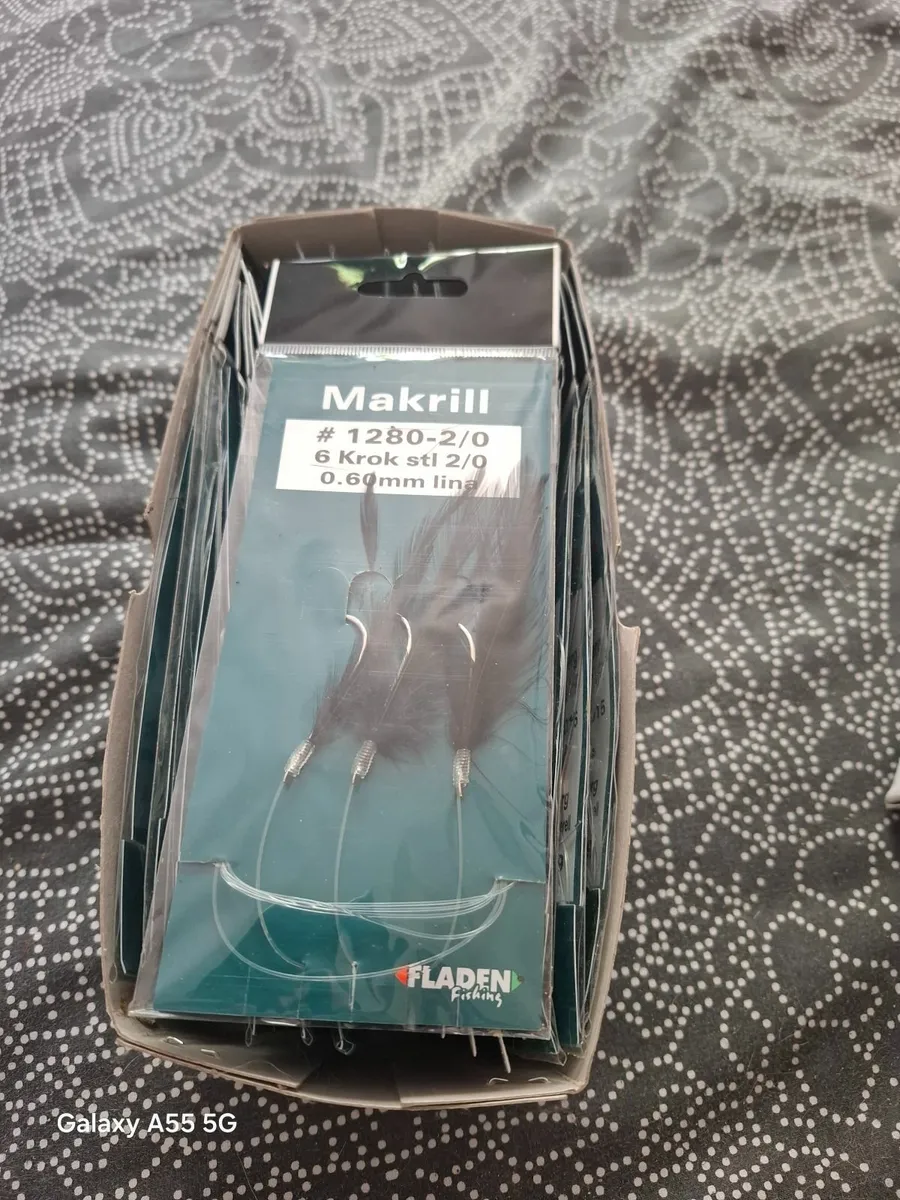 Makrill
# 1280-2/0
6 Krok stl 2/0
0.60mm lina
FLADEN
Fishing
Galaxy A55 5G